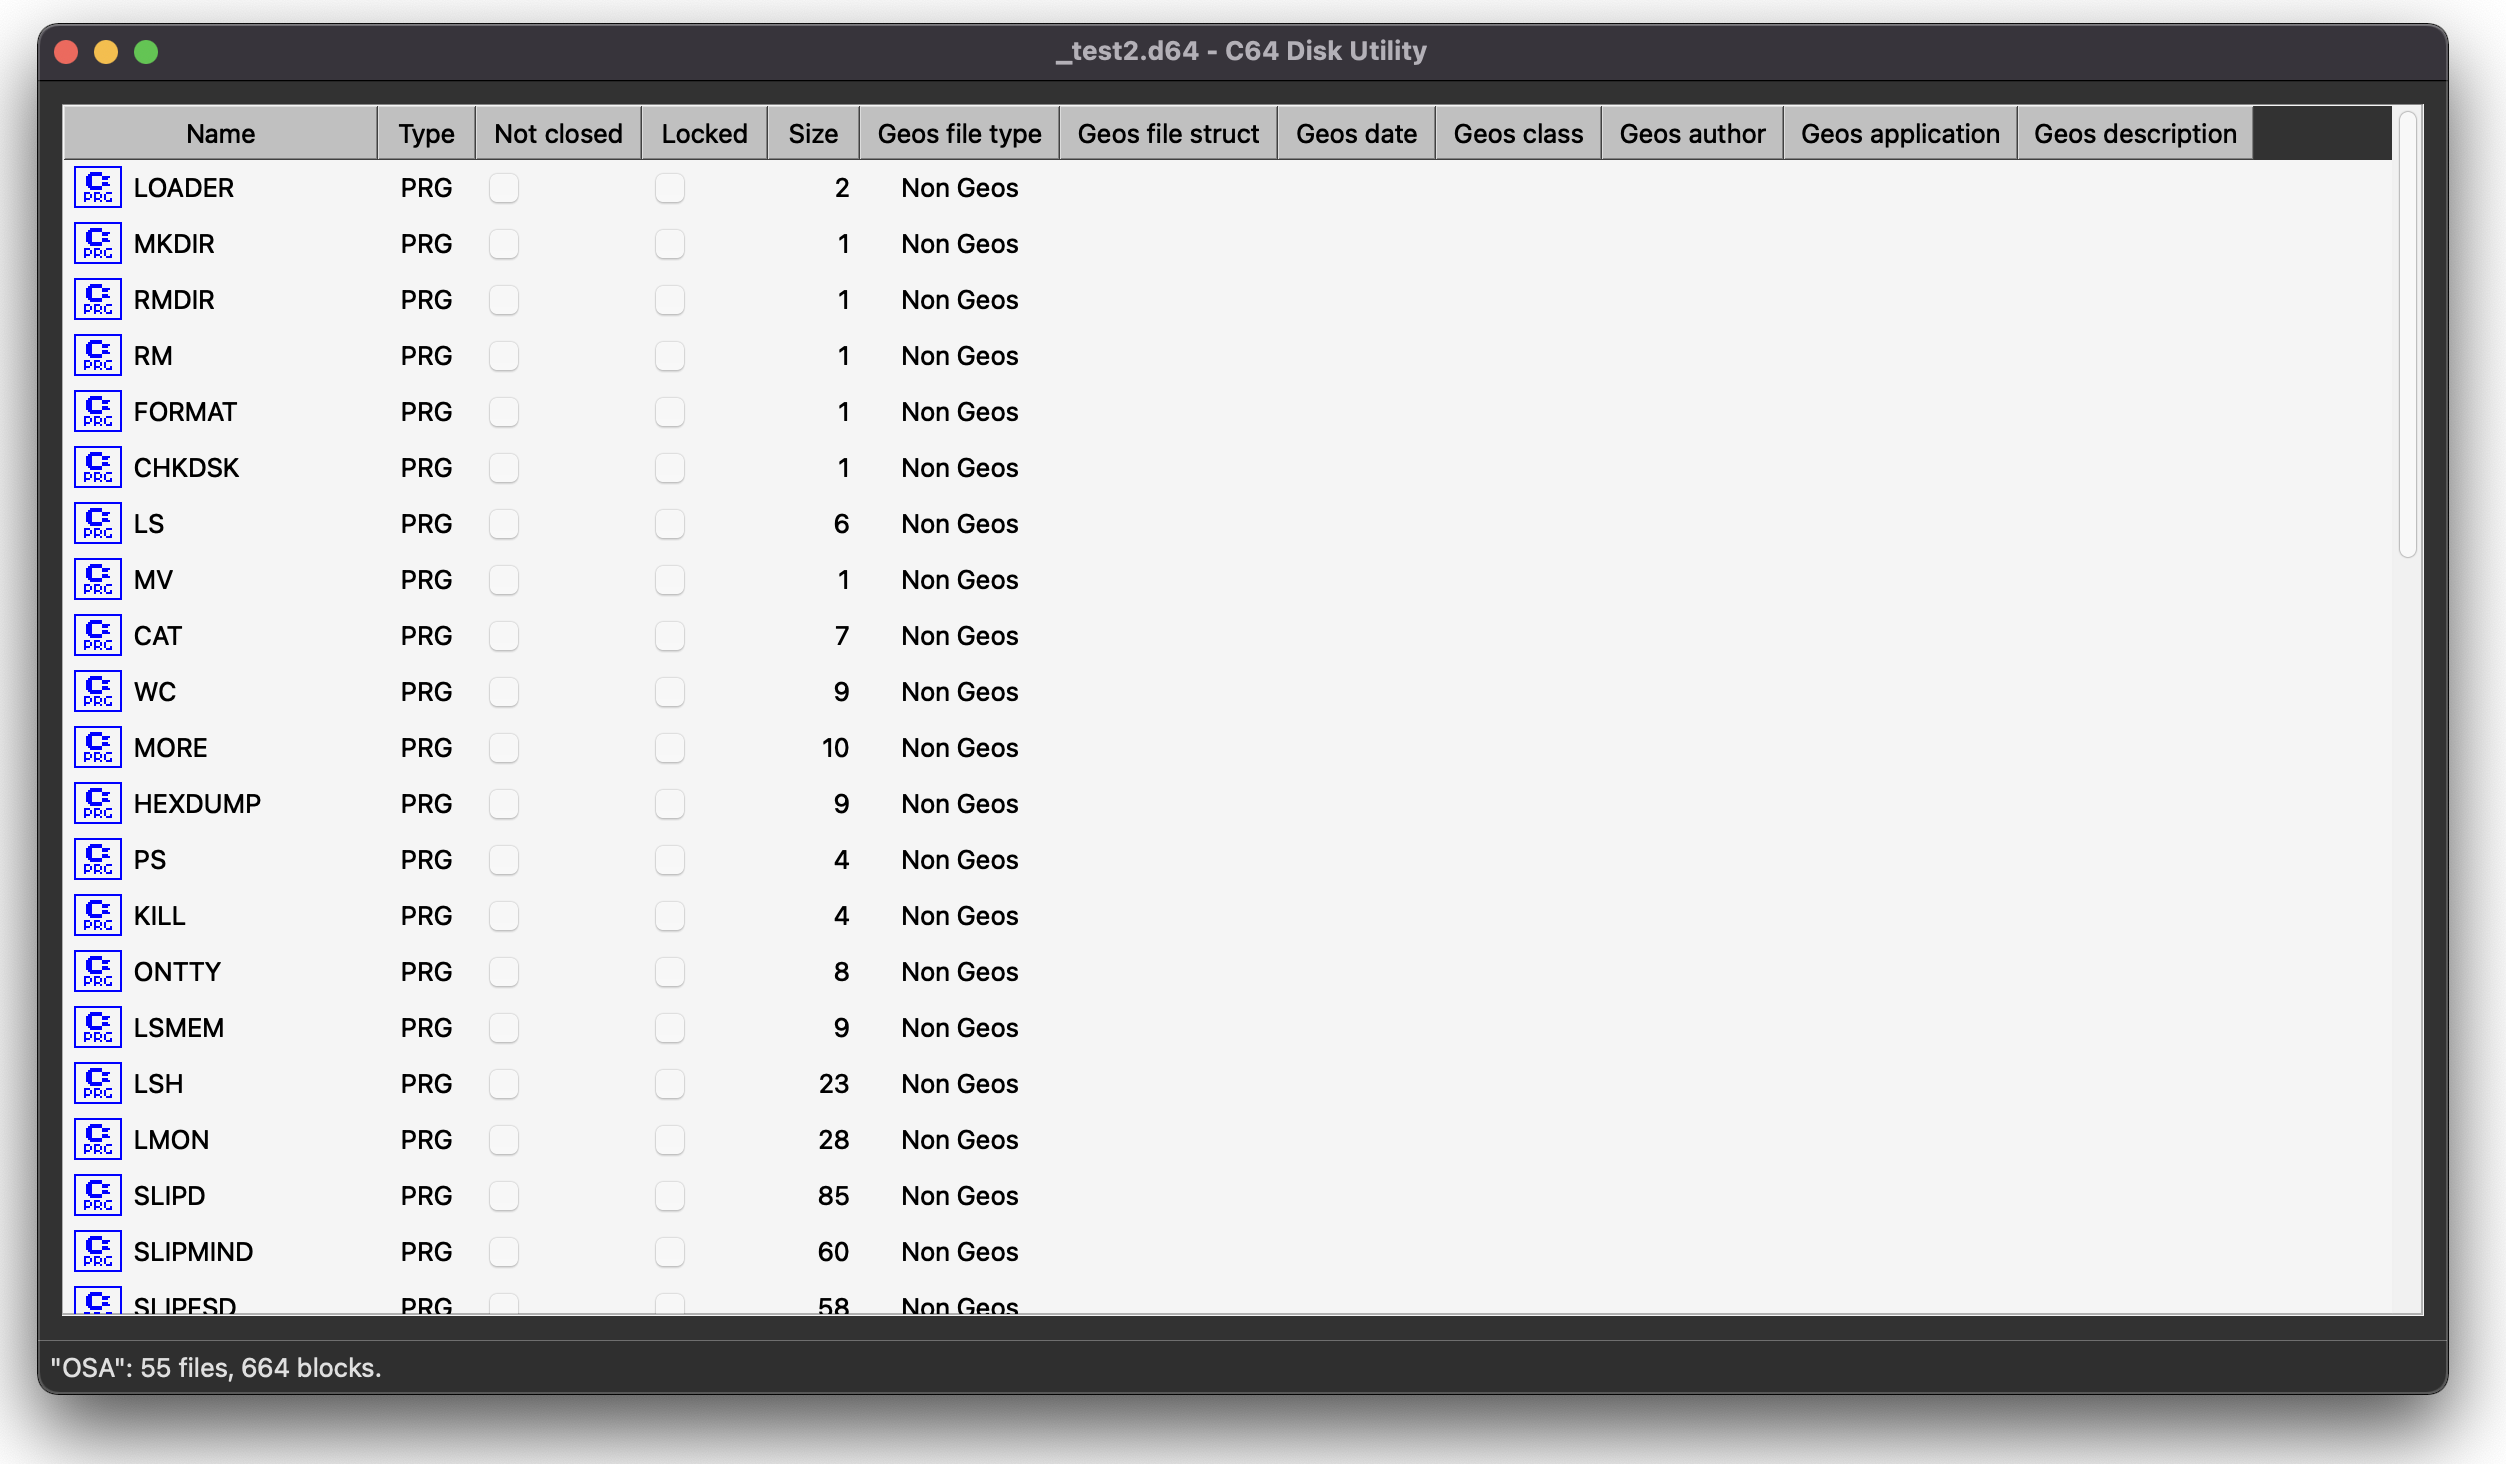 _test2.d64 - C64 Disk Utility
Name Type Not closed Locked Size Geos file type Geos file struct Geos date Geos class Geos author Geos application Geos description
C= PRG LOADER PRG 2 Non Geos
C= PRG MKDIR PRG 1 Non Geos
C= PRG RMDIR PRG 1 Non Geos
C= PRG RM PRG 1 Non Geos
C= PRG FORMAT PRG 1 Non Geos
C= PRG CHKDSK PRG 1 Non Geos
C= PRG LS PRG 6 Non Geos
C= PRG MV PRG 1 Non Geos
C= PRG CAT PRG 7 Non Geos
C= PRG WC PRG 9 Non Geos
C= PRG MORE PRG 10 Non Geos
C= PRG HEXDUMP PRG 9 Non Geos
C= PRG PS PRG 4 Non Geos
C= PRG KILL PRG 4 Non Geos
C= PRG ONTTY PRG 8 Non Geos
C= PRG LSMEM PRG 9 Non Geos
C= PRG LSH PRG 23 Non Geos
C= PRG LMON PRG 28 Non Geos
C= PRG SLIPD PRG 85 Non Geos
C= PRG SLIPMIND PRG 60 Non Geos
C= SLIPESD PRG 58 Non Geos
"OSA": 55 files, 664 blocks.